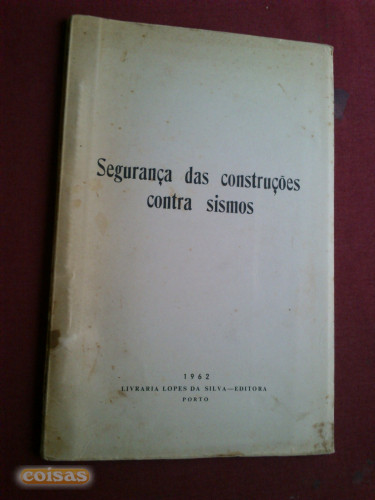 Segurança das construções
contra sismos
1962
LIVRARIA LOPES DA SILVA—EDITORA
PORTO
coisas